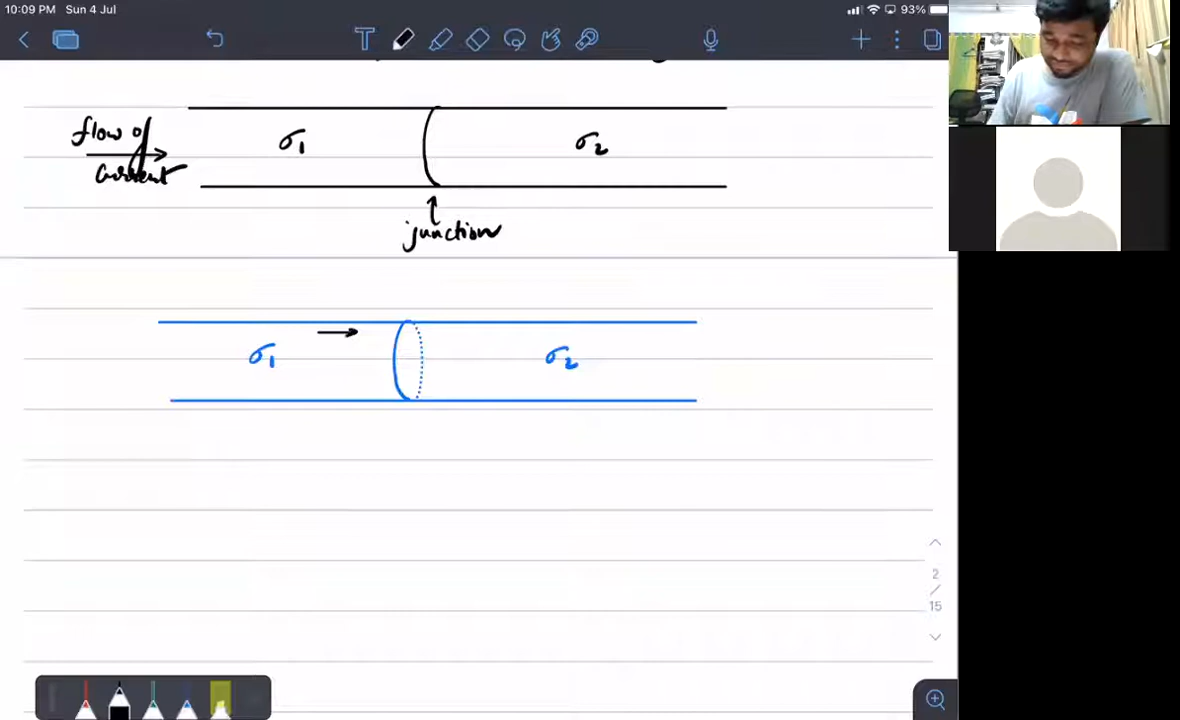 10:09 PM Sun 4 Jul
93%
T
flow of
current
σ₁
σ₂
junction
σ₁
σ₂
2
/
15